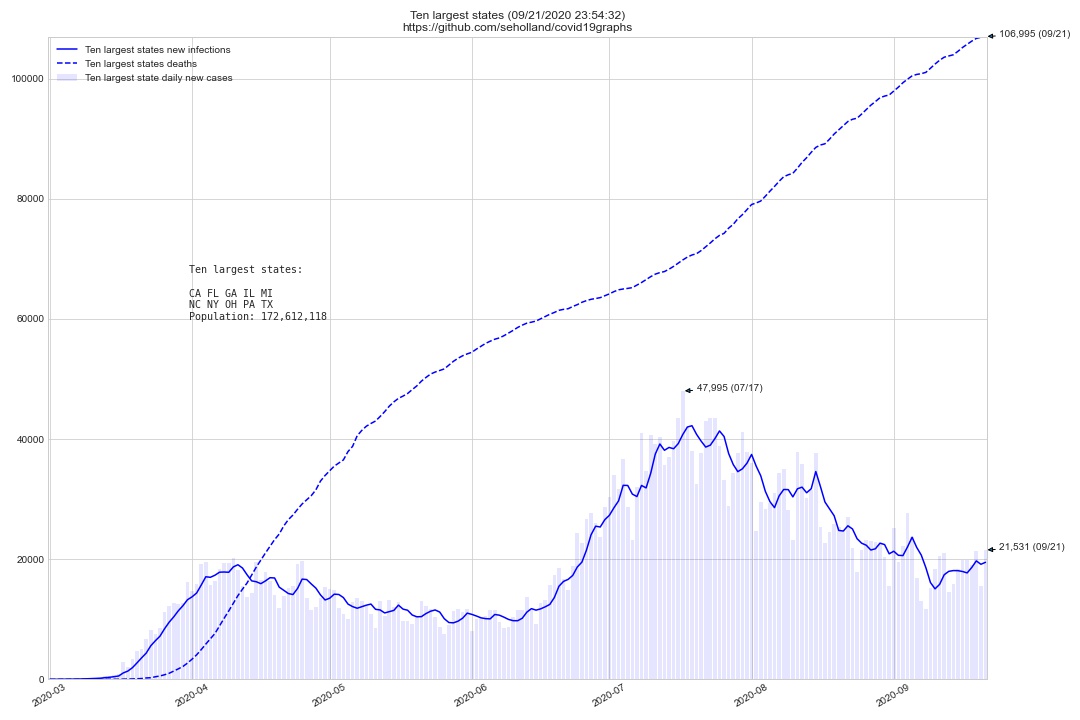 Ten largest states (09/21/2020 23:54:32)
https://github.com/seholland/covid19graphs
106,995 (09/21)
Ten largest states new infections
Ten largest states deaths
Ten largest state daily new cases
100000
80000
Ten largest states:
CA FL GA IL MI
NC NY OH PA TX
Population: 172,612,118
60000
47,995 (07/17)
40000
21,531 (09/21)
20000
0
2020-03
2020-04
2020-05
2020-06
2020-07
2020-08
2020-09